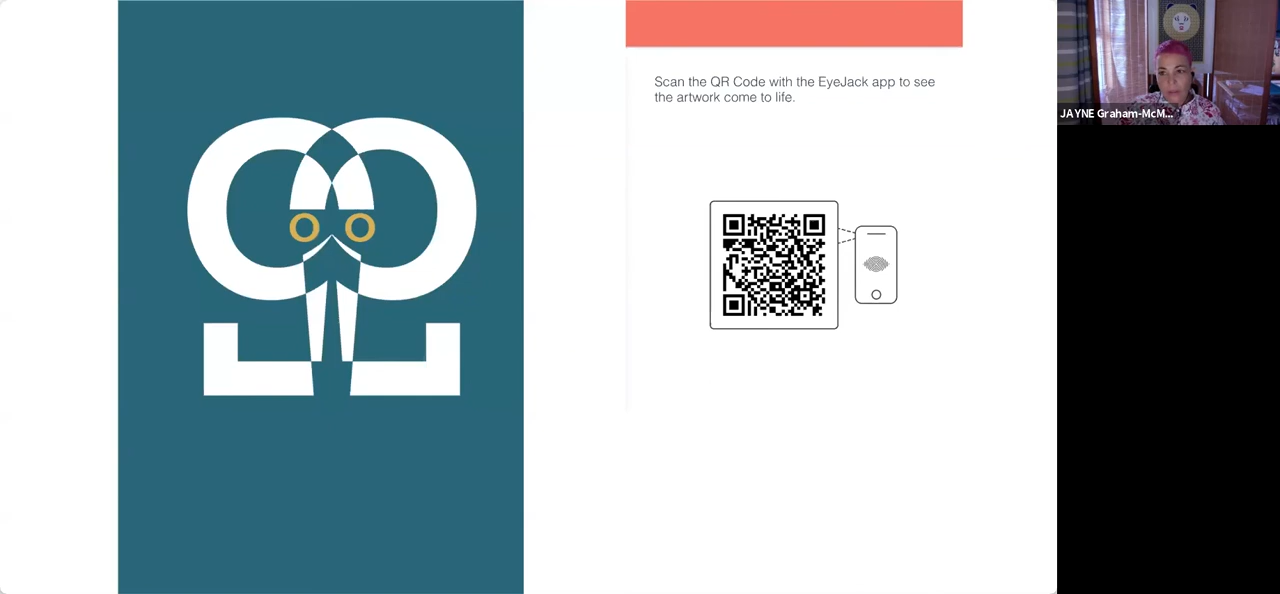 Scan the QR Code with the EyeJack app to see
the artwork come to life.
JAYNE Graham-McM...